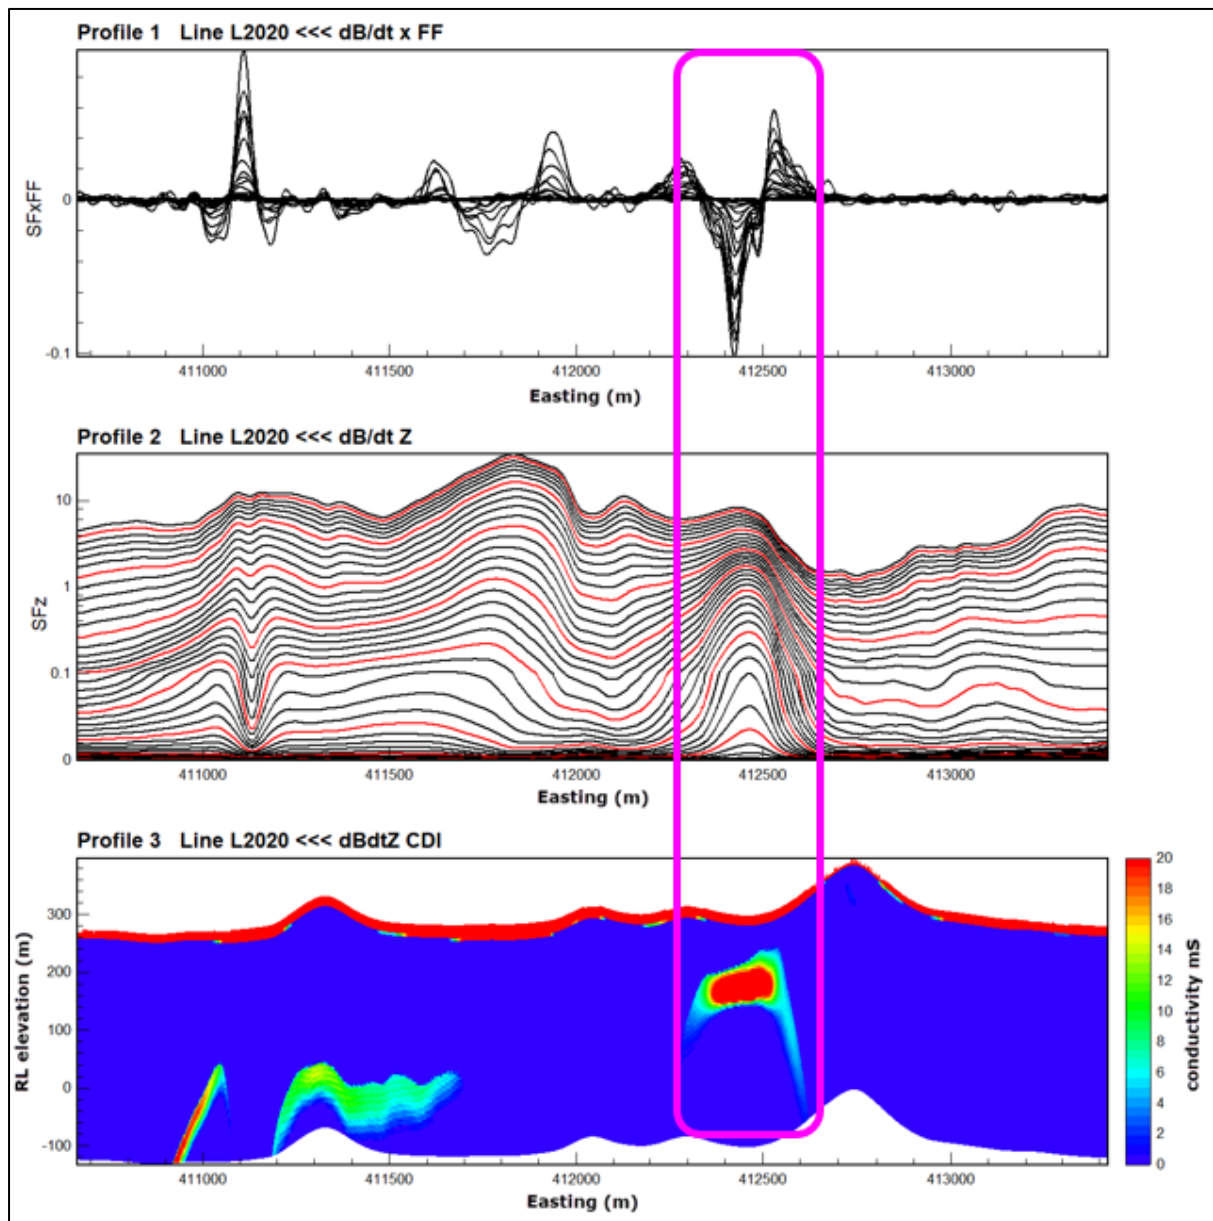 Profile 1 Line L2020 <<< dB/dt x FF
SFxFF
0
-0.1
411000 411500 412000 412500 413000
Easting (m)
Profile 2 Line L2020 <<< dB/dt Z
SFz
10
1
0.1
0
411000 411500 412000 412500 413000
Easting (m)
Profile 3 Line L2020 <<< dBdtZ CDI
RL elevation (m)
300
200
100
0
-100
411000 411500 412000 412500 413000
Easting (m)
20
18
16
14
12
10
8
6
4
2
0
conductivity mS